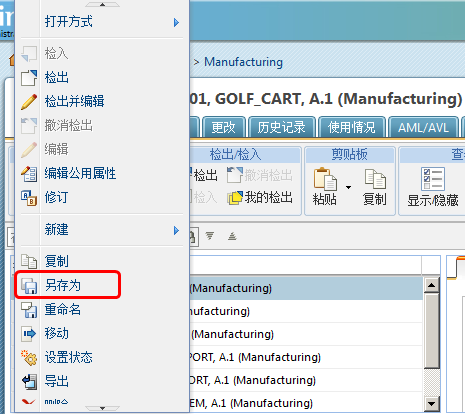 打开方式
检入
检出
检出并编辑
撤消检出
编辑
编辑公用属性
修订
新建
复制
另存为
重命名
移动
设置状态
导出
> Manufacturing
01, GOLF_CART, A.1 (Manufacturing)
更改
历史记录
使用情况
AML/AVL
检出/检入
剪贴板
检出
撤消检出
检入
我的检出
粘贴
复制
显示/隐藏
(Manufacturing)
nufacturing)
(Manufacturing)
PORT, A.1 (Manufacturing)
ORT, A.1 (Manufacturing)
EM, A.1 (Manufacturing)